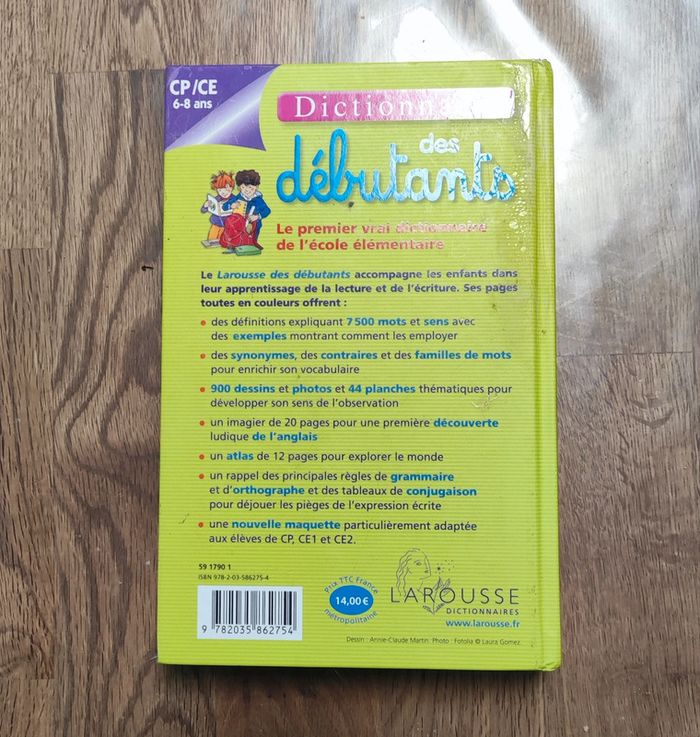 CP/CE
6-8 ans
des
débutants
Le premier vrai dictionnaire
de l'école élémentaire
Le Larousse des débutants accompagne les enfants dans
leur apprentissage de la lecture et de l'écriture. Ses pages
toutes en couleurs offrent :
• des définitions expliquant 7 500 mots et sens avec
des exemples montrant comment les employer
• des synonymes, des contraires et des familles de mots
pour enrichir son vocabulaire
• 900 dessins et photos et 44 planches thématiques pour
développer son sens de l'observation
• un imagier de 20 pages pour une première découverte
ludique de l'anglais
• un atlas de 12 pages pour explorer le monde
• un rappel des principales règles de grammaire
et d'orthographe et des tableaux de conjugaison
pour déjouer les pièges de l'expression écrite
• une nouvelle maquette particulièrement adaptée
aux élèves de CP, CE1 et CE2.
59 1790 1
ISBN 978-2-03-586275-4
9 782035 862754
Prix TTC France
14,00 €
métropolitaine
LAROUSSE
DICTIONNAIRES
www.larousse.fr
Dessin : Annie-Claude Martin. Photo : Fotolia © Laura Gomez.